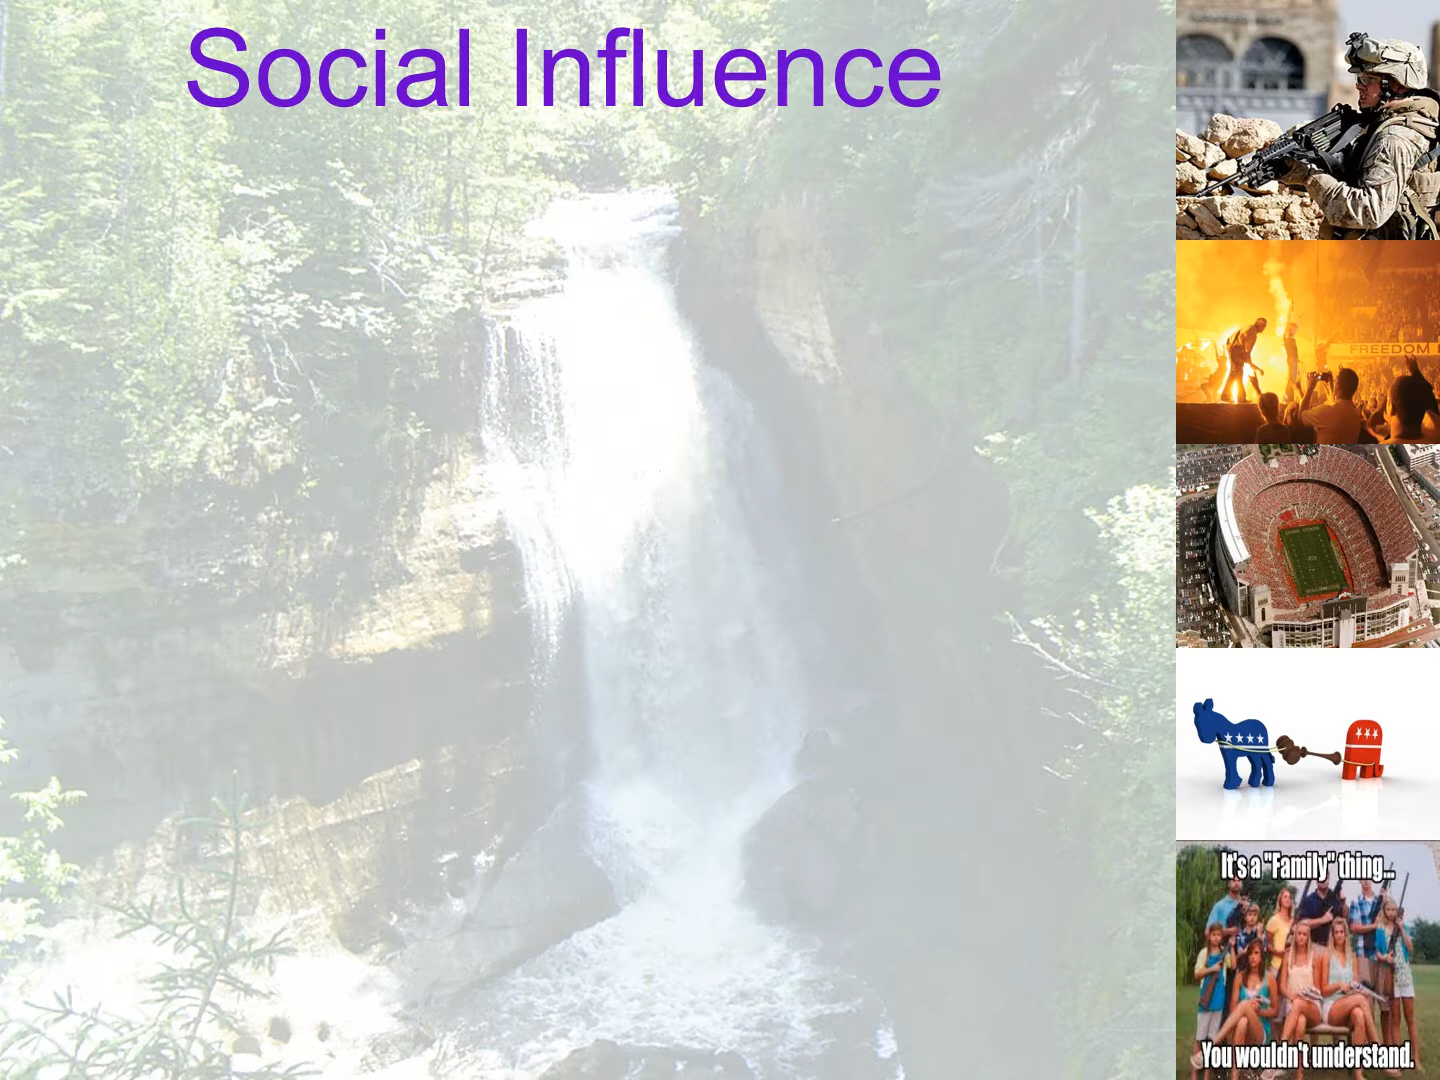 Social Influence
FREEDOM
It's a "Family" thing...
You wouldn't understand.